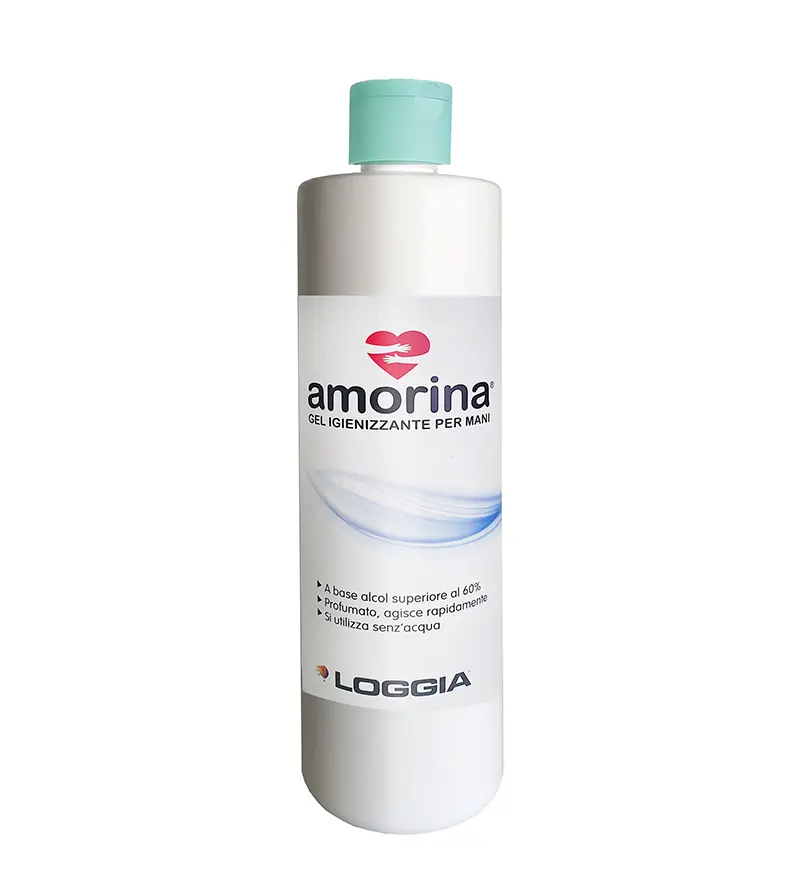 amorina®
GEL IGIENIZZANTE PER MANI
A base alcol superiore al 60%
Profumato, agisce rapidamente
Si utilizza senz'acqua
LOGGIA